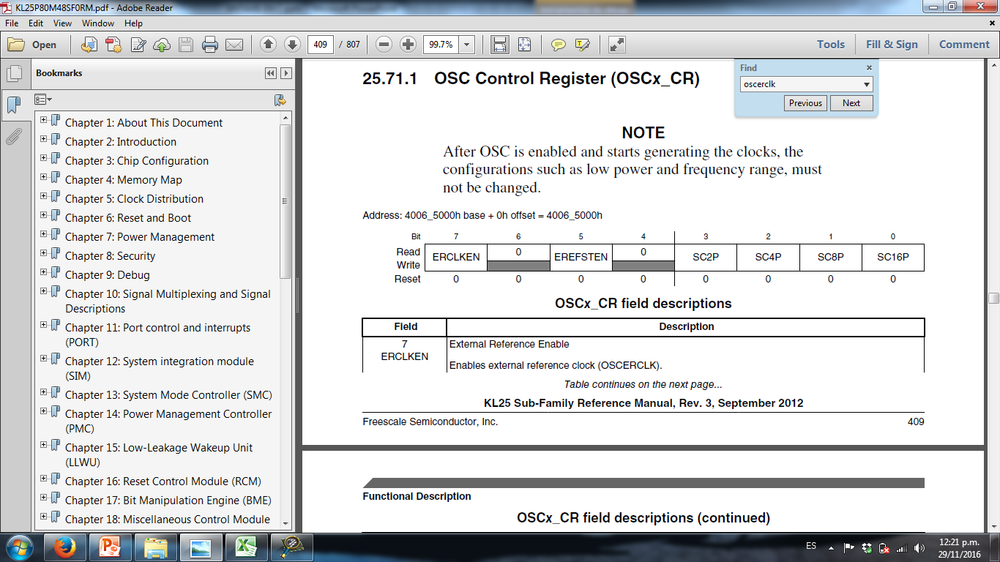 KL25P80M48SF0RM.pdf - Adobe Reader
File Edit View Window Help
Open 409 / 807 99.7% Tools Fill & Sign Comment
Bookmarks
Chapter 1: About This Document
Chapter 2: Introduction
Chapter 3: Chip Configuration
Chapter 4: Memory Map
Chapter 5: Clock Distribution
Chapter 6: Reset and Boot
Chapter 7: Power Management
Chapter 8: Security
Chapter 9: Debug
Chapter 10: Signal Multiplexing and Signal
Descriptions
Chapter 11: Port control and interrupts
(PORT)
Chapter 12: System integration module
(SIM)
Chapter 13: System Mode Controller (SMC)
Chapter 14: Power Management Controller
(PMC)
Chapter 15: Low-Leakage Wakeup Unit
(LLWU)
Chapter 16: Reset Control Module (RCM)
Chapter 17: Bit Manipulation Engine (BME)
Chapter 18: Miscellaneous Control Module
Find
oscerclk
Previous Next
25.71.1 OSC Control Register (OSCx_CR)
NOTE
After OSC is enabled and starts generating the clocks, the
configurations such as low power and frequency range, must
not be changed.
Address: 4006_5000h base + 0h offset = 4006_5000h
Bit 7 6 5 4 3 2 1 0
Read ERCLKEN 0 EREFSTEN 0 SC2P SC4P SC8P SC16P
Write
Reset 0 0 0 0 0 0 0 0
OSCx_CR field descriptions
Field Description
7 External Reference Enable
ERCLKEN
Enables external reference clock (OSCERCLK).
Table continues on the next page...
KL25 Sub-Family Reference Manual, Rev. 3, September 2012
Freescale Semiconductor, Inc. 409
Functional Description
OSCx_CR field descriptions (continued)
ES 12:21 p.m.
29/11/2016